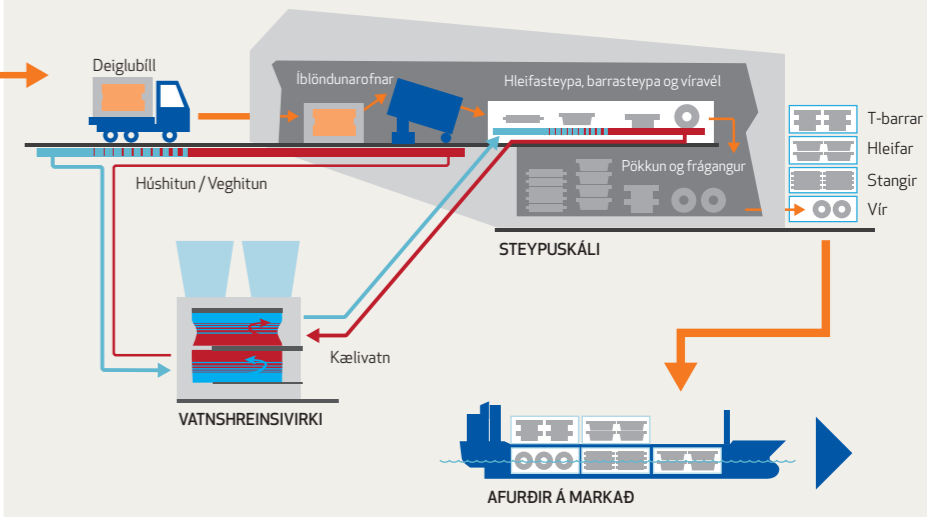 Deiglubíll
Íblöndunarofnar
Hleifasteypa, barrasteypa og víravél
T-barrar
Hleifar
Stangir
Vír
Pökkun og frágangur
Húshitun / Veghitun
STEYPUSKÁLI
Kælivatn
VATNSHREINSIVIRKI
AFURÐIR Á MARKAÐ